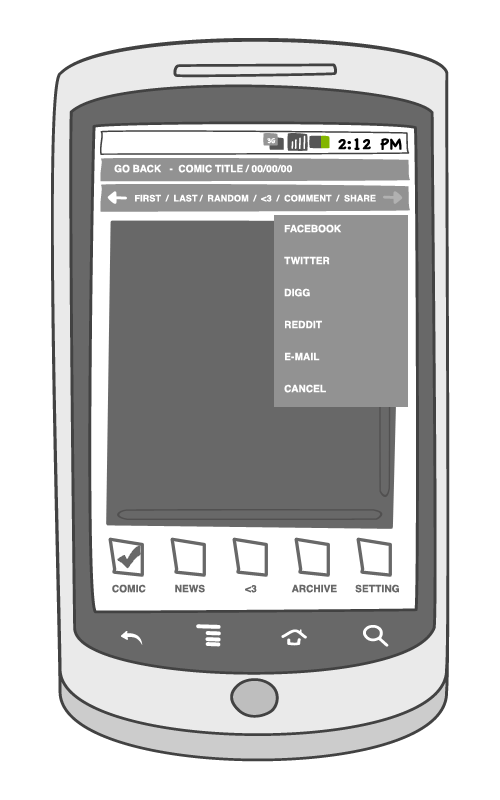 3G 2:12 PM
GO BACK - COMIC TITLE / 00/00/00
FIRST / LAST / RANDOM / <3 / COMMENT / SHARE
FACEBOOK
TWITTER
DIGG
REDDIT
E-MAIL
CANCEL
COMIC NEWS <3 ARCHIVE SETTING